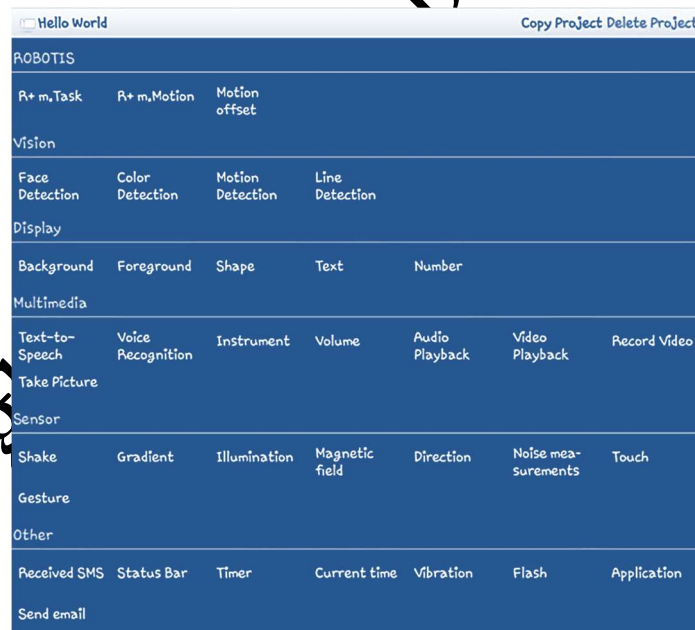 Hello World Copy Project Delete Project
ROBOTIS
R+ m.Task R+ m.Motion Motion offset
Vision
Face Detection Color Detection Motion Detection Line Detection
Display
Background Foreground Shape Text Number
Multimedia
Text-to-Speech Voice Recognition Instrument Volume Audio Playback Video Playback Record Video
Take Picture
Sensor
Shake Gradient Illumination Magnetic field Direction Noise mea-surements Touch
Gesture
Other
Received SMS Status Bar Timer Current time Vibration Flash Application
Send email